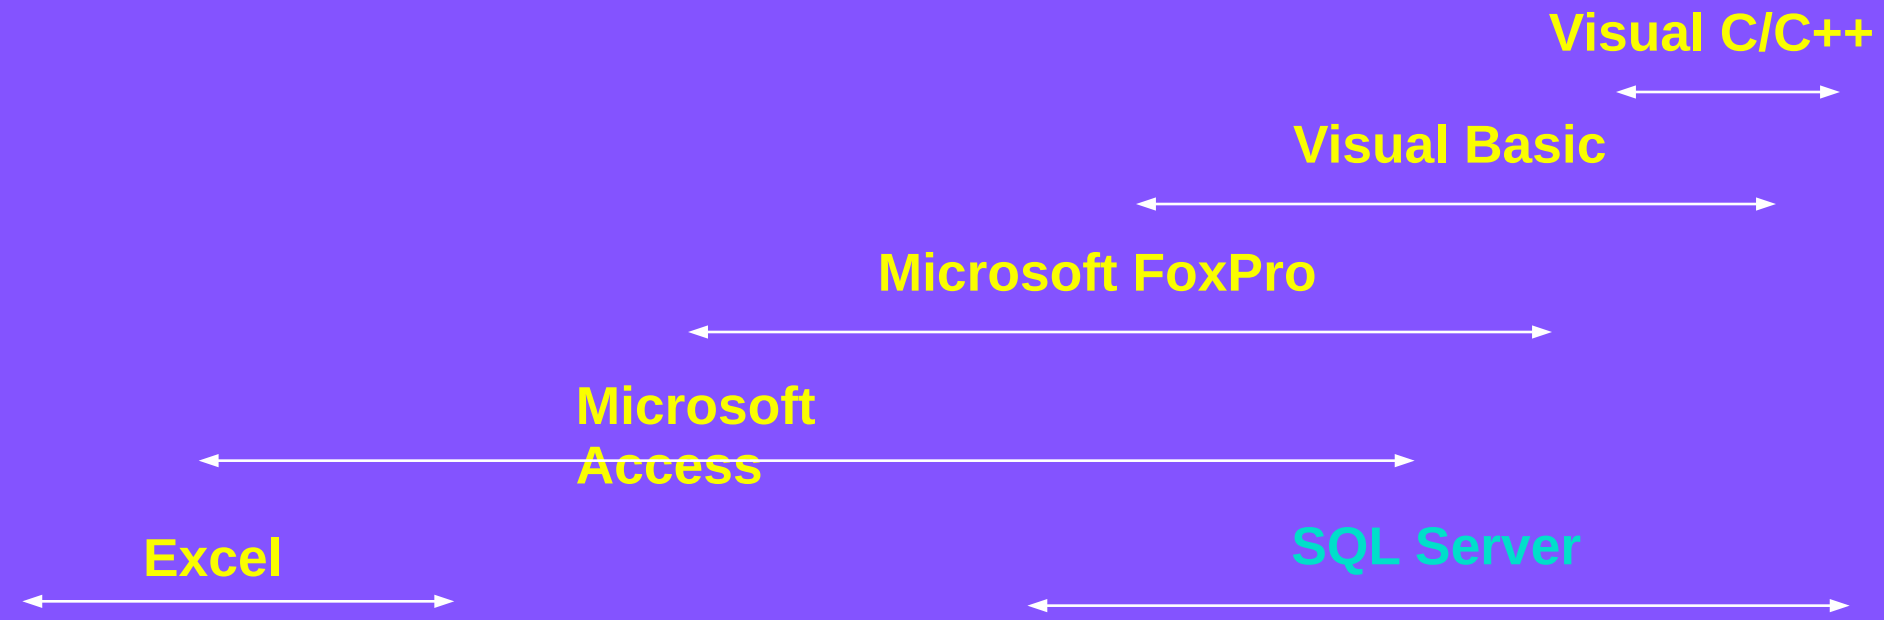 Visual C/C++
Visual Basic
Microsoft FoxPro
Microsoft
Access
Excel
SQL Server